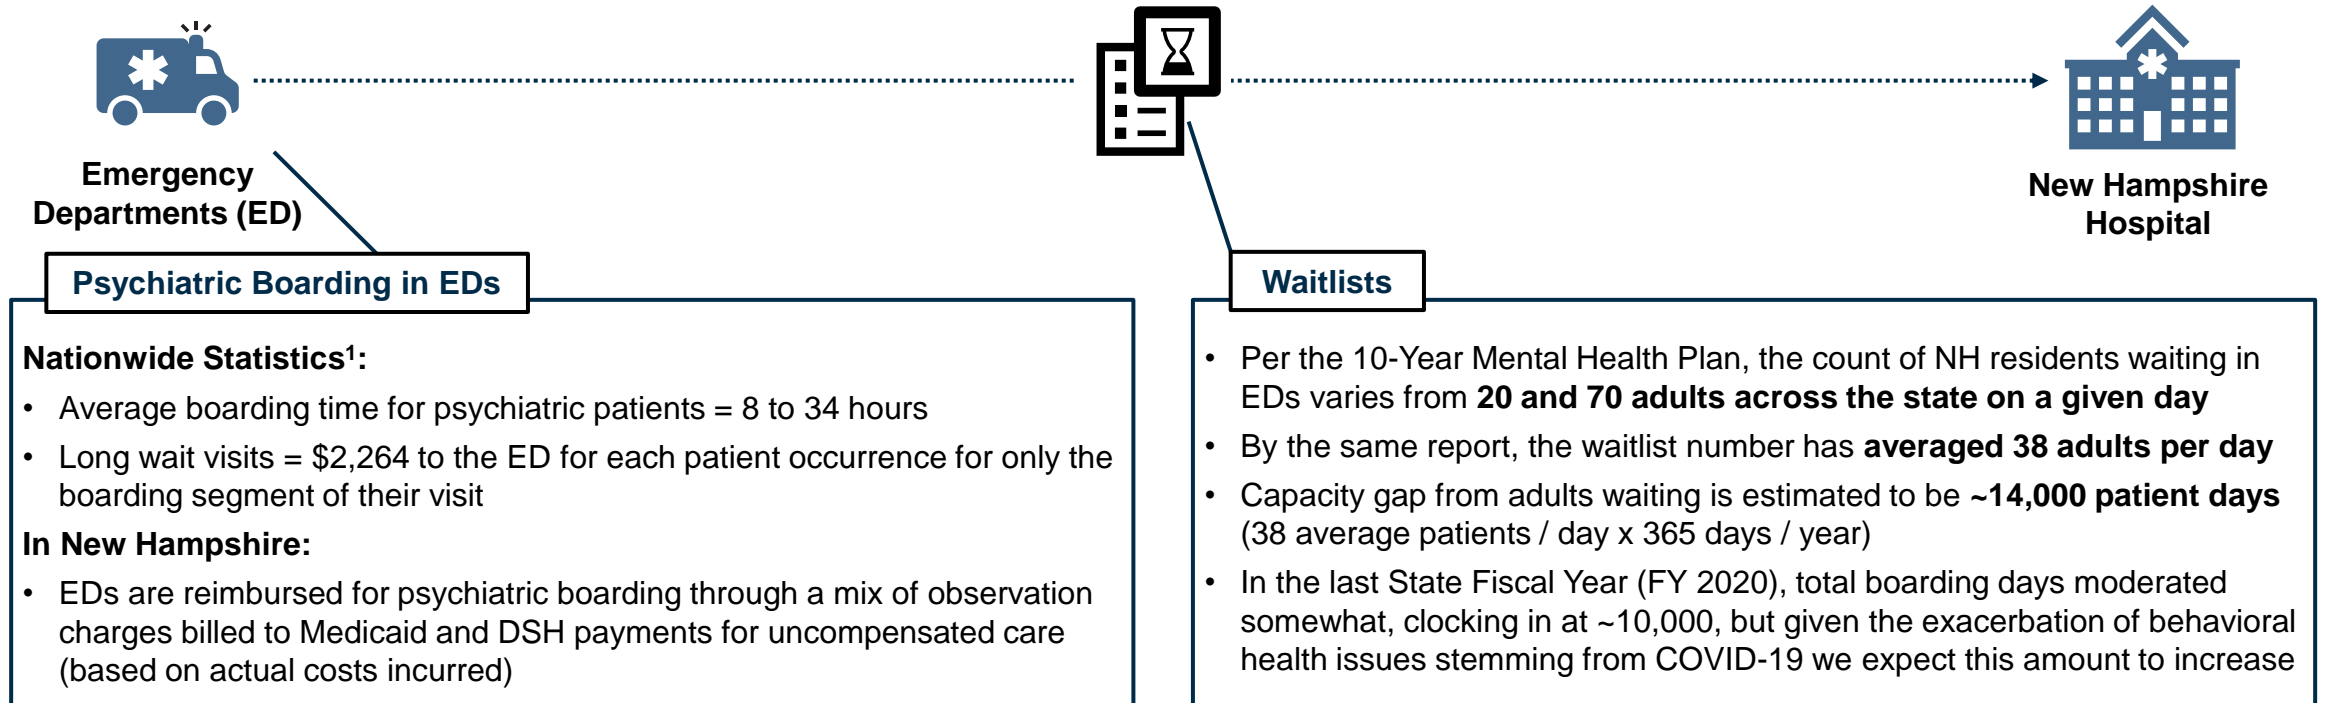 Emergency
Departments (ED)
New Hampshire
Hospital
Psychiatric Boarding in EDs
Nationwide Statistics¹:
• Average boarding time for psychiatric patients = 8 to 34 hours
• Long wait visits = $2,264 to the ED for each patient occurrence for only the
boarding segment of their visit
In New Hampshire:
• EDs are reimbursed for psychiatric boarding through a mix of observation
charges billed to Medicaid and DSH payments for uncompensated care
(based on actual costs incurred)
Waitlists
• Per the 10-Year Mental Health Plan, the count of NH residents waiting in
EDs varies from 20 and 70 adults across the state on a given day
• By the same report, the waitlist number has averaged 38 adults per day
• Capacity gap from adults waiting is estimated to be ~14,000 patient days
(38 average patients / day x 365 days / year)
• In the last State Fiscal Year (FY 2020), total boarding days moderated
somewhat, clocking in at ~10,000, but given the exacerbation of behavioral
health issues stemming from COVID-19 we expect this amount to increase